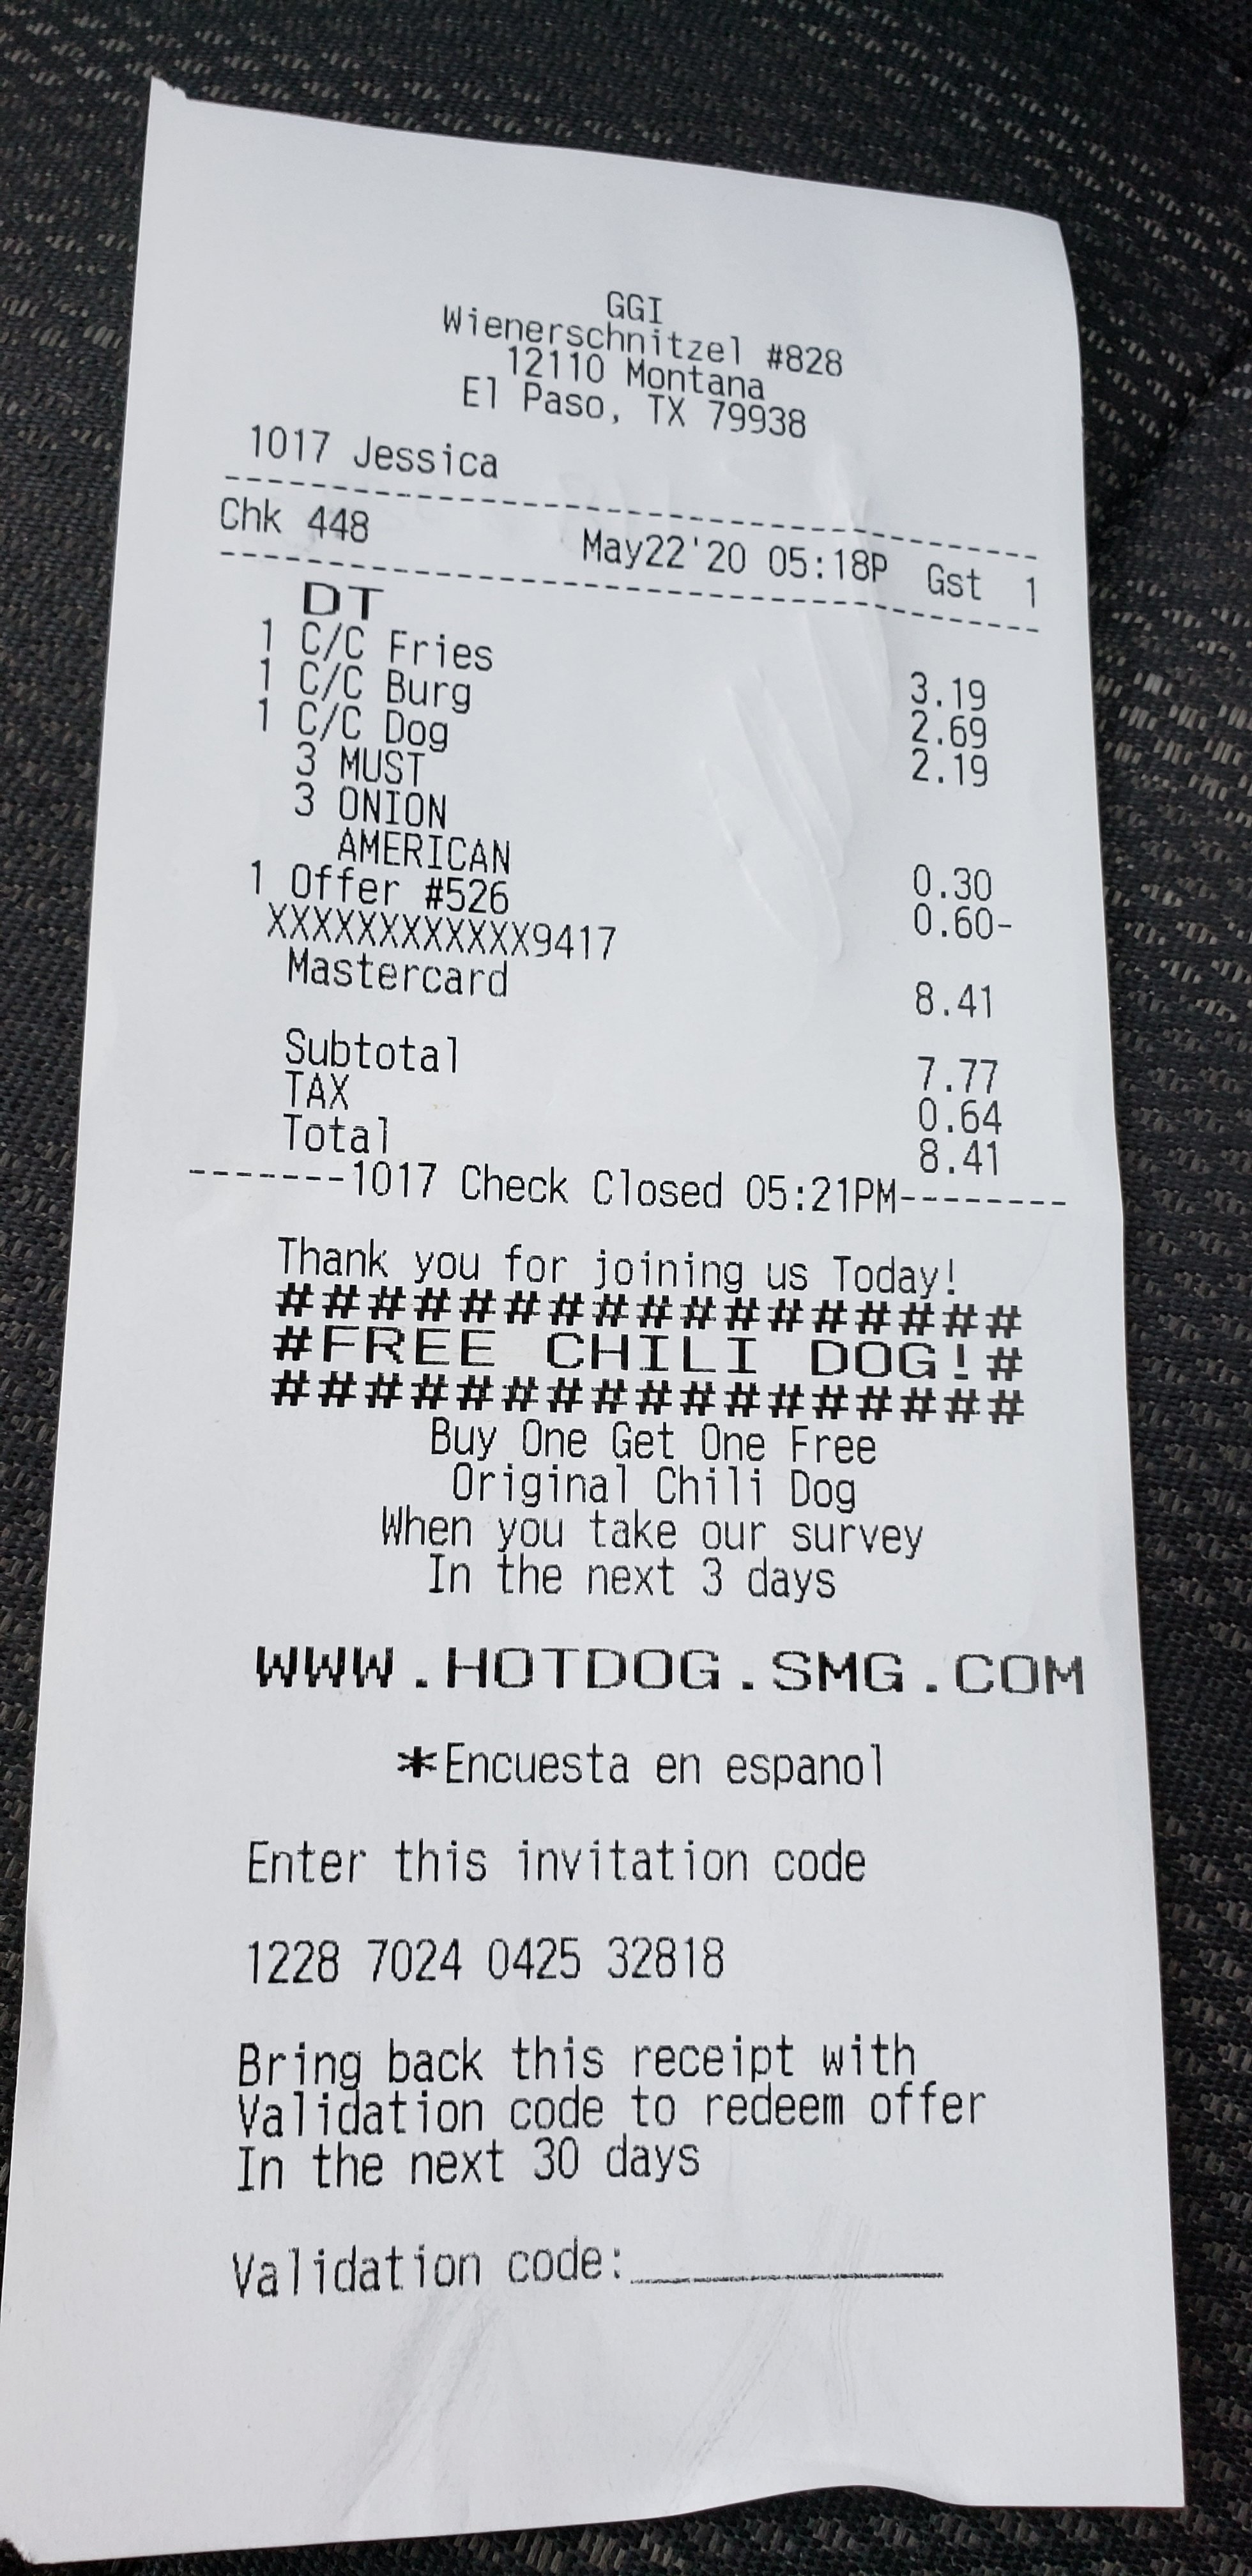 GGI
Wienerschnitzel #828
12110 Montana
El Paso, TX 79938
1017 Jessica
--------------------------------------
Chk 448 May22'20 05:18P Gst 1
--------------------------------------
DT
1 C/C Fries 3.19
1 C/C Burg 2.69
1 C/C Dog 2.19
3 MUST
3 ONION
AMERICAN 0.30
1 Offer #526 0.60-
XXXXXXXXXXXX9417
Mastercard 8.41
Subtotal 7.77
TAX 0.64
Total 8.41
-------1017 Check Closed 05:21PM--------
Thank you for joining us Today!
#################
#FREE CHILI DOG!#
#################
Buy One Get One Free
Original Chili Dog
When you take our survey
In the next 3 days
WWW.HOTDOG.SMG.COM
*Encuesta en espanol
Enter this invitation code
1228 7024 0425 32818
Bring back this receipt with
Validation code to redeem offer
In the next 30 days
Validation code:_____________